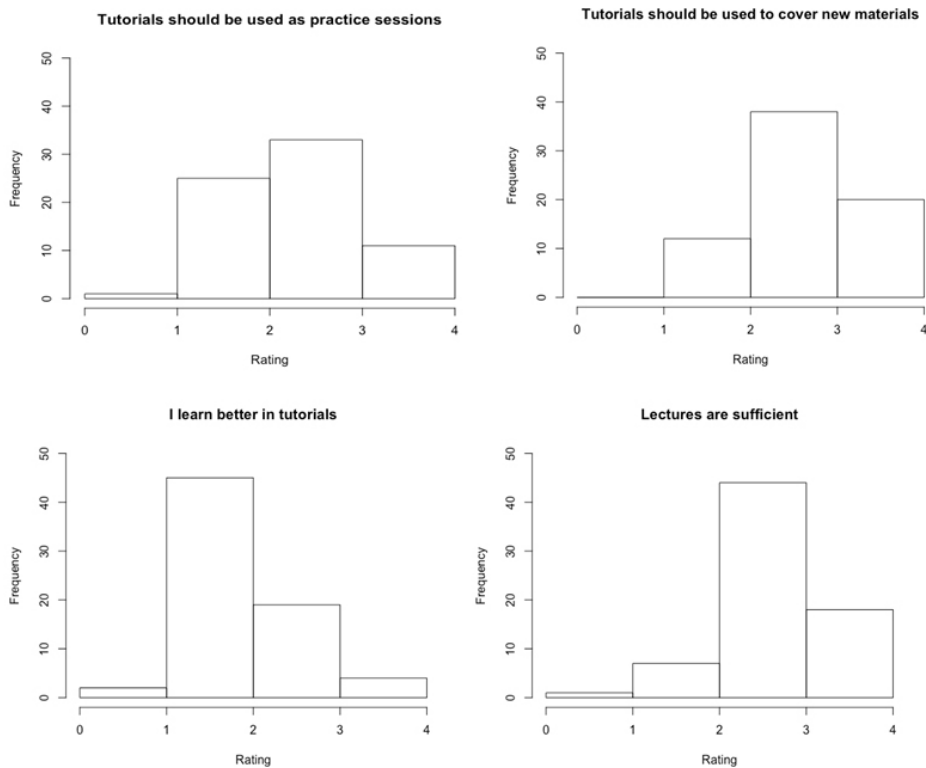 Tutorials should be used as practice sessions
50
40
30
20
10
0
Frequency
0 1 2 3 4
Rating
Tutorials should be used to cover new materials
50
40
30
20
10
0
Frequency
0 1 2 3 4
Rating
I learn better in tutorials
50
40
30
20
10
0
Frequency
0 1 2 3 4
Rating
Lectures are sufficient
50
40
30
20
10
0
Frequency
0 1 2 3 4
Rating